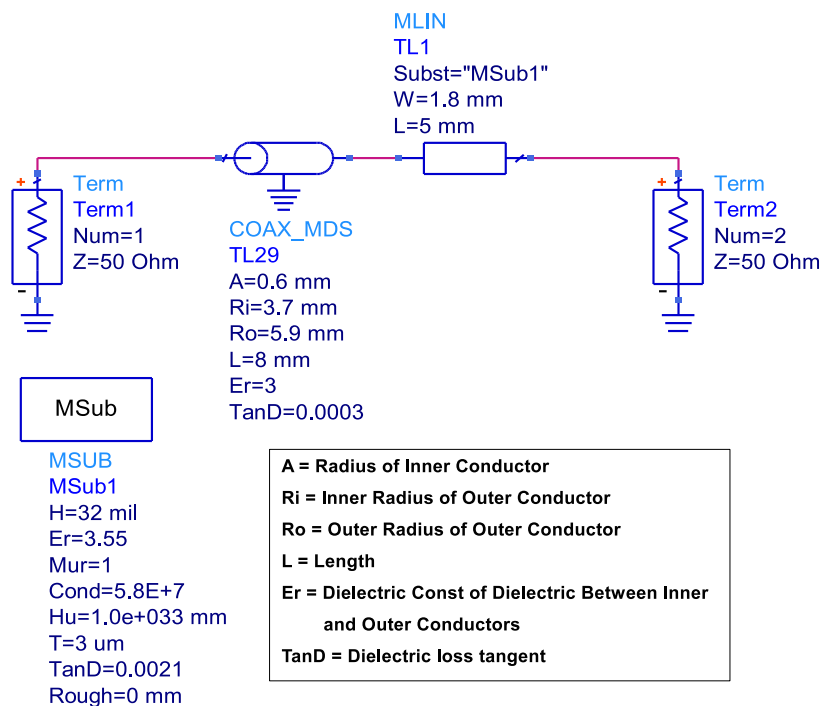 MLIN
TL1
Subst="MSub1"
W=1.8 mm
L=5 mm
+
Term
Term1
Num=1
Z=50 Ohm
-
COAX_MDS
TL29
A=0.6 mm
Ri=3.7 mm
Ro=5.9 mm
L=8 mm
Er=3
TanD=0.0003
+
Term
Term2
Num=2
Z=50 Ohm
-
MSub
MSUB
MSub1
H=32 mil
Er=3.55
Mur=1
Cond=5.8E+7
Hu=1.0e+033 mm
T=3 um
TanD=0.0021
Rough=0 mm
A = Radius of Inner Conductor
Ri = Inner Radius of Outer Conductor
Ro = Outer Radius of Outer Conductor
L = Length
Er = Dielectric Const of Dielectric Between Inner
and Outer Conductors
TanD = Dielectric loss tangent